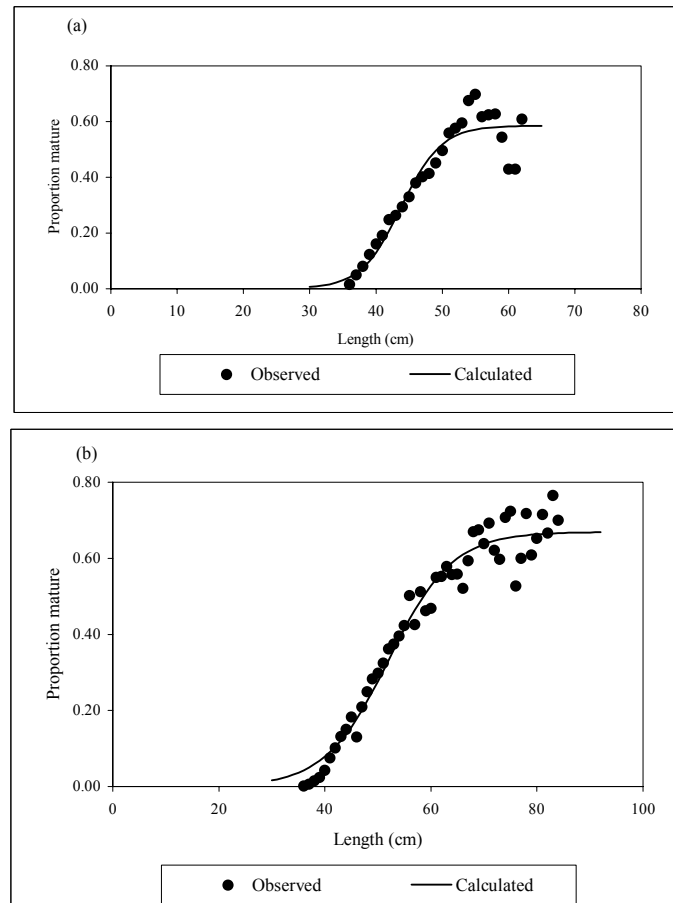 (a)
0.80
0.60
0.40
0.20
0.00
Proportion mature
0 10 20 30 40 50 60 70 80
Length (cm)
Observed Calculated
(b)
0.80
0.60
0.40
0.20
0.00
Proportion mature
0 20 40 60 80 100
Length (cm)
Observed Calculated